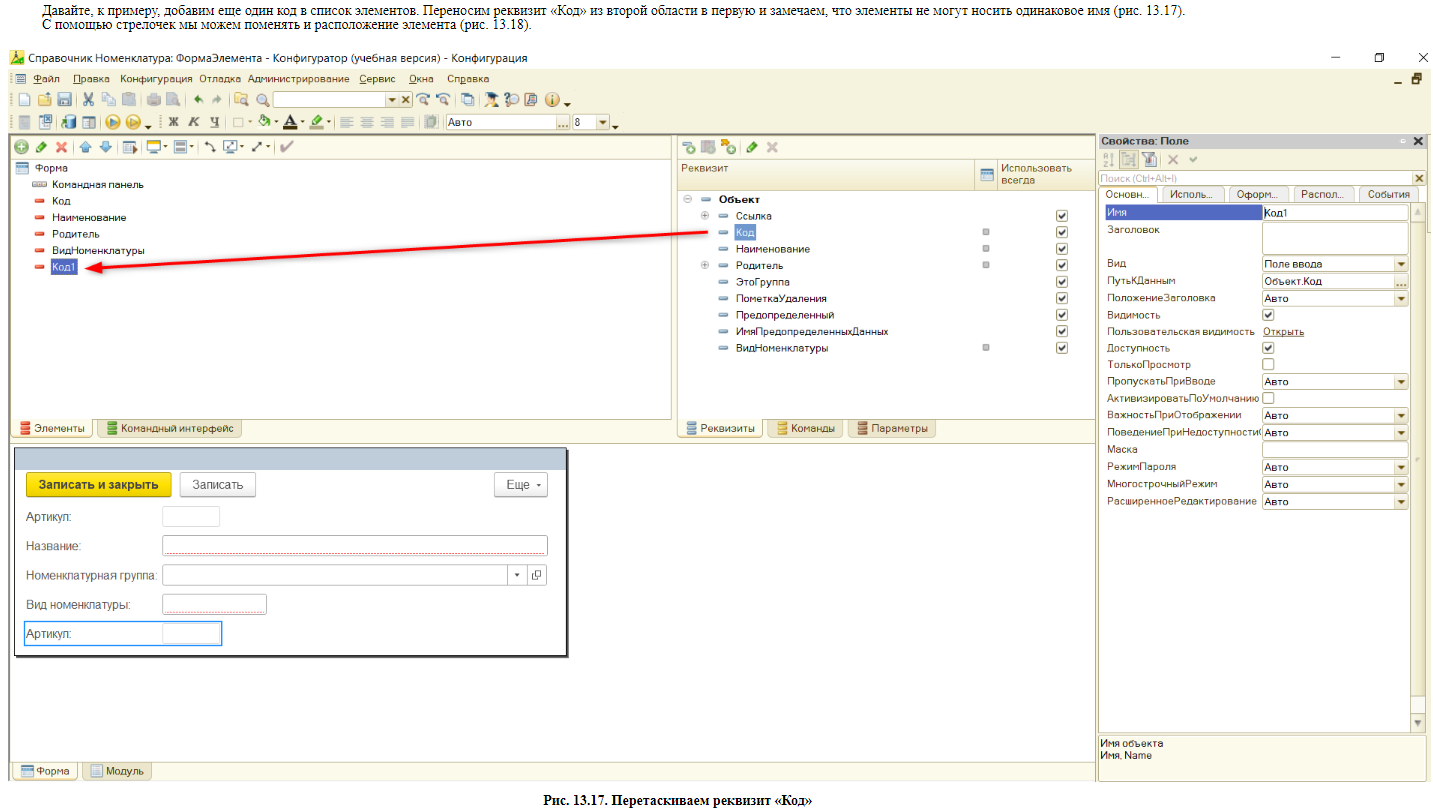 Давайте, к примеру, добавим еще один код в список элементов. Переносим реквизит «Код» из второй области в первую и замечаем, что элементы не могут носить одинаковое имя (рис. 13.17).
С помощью стрелочек мы можем поменять и расположение элемента (рис. 13.18).
Справочник Номенклатура: ФормаЭлемента - Конфигуратор (учебная версия) - Конфигурация
Файл Правка Конфигурация Отладка Администрирование Сервис Окна Справка
Ж К Ч Авто ... 8
Форма
Командная панель
Код
Наименование
Родитель
ВидНоменклатуры
Код1
Элементы Командный интерфейс
Реквизит Использовать всегда
Объект
Ссылка
Код
Наименование
Родитель
ЭтоГруппа
ПометкаУдаления
Предопределенный
ИмяПредопределенныхДанных
ВидНоменклатуры
Реквизиты Команды Параметры
Свойства: Поле
Поиск (Ctrl+Alt+I)
Основн... Исполь... Оформ... Распол... События
Имя Код1
Заголовок
Вид Поле ввода
ПутьКДанным Объект.Код ...
ПоложениеЗаголовка Авто
Видимость
Пользовательская видимость Открыть
Доступность
ТолькоПросмотр
ПропускатьПриВводе Авто
АктивизироватьПоУмолчанию
ВажностьПриОтображении Авто
ПоведениеПриНедоступности Авто
Маска
РежимПароля Авто
МногострочныйРежим Авто
РасширенноеРедактирование Авто
Имя объекта
Имя, Name
Записать и закрыть Записать Еще
Артикул:
Название:
Номенклатурная группа:
Вид номенклатуры:
Артикул:
Форма Модуль
Рис. 13.17. Перетаскиваем реквизит «Код»